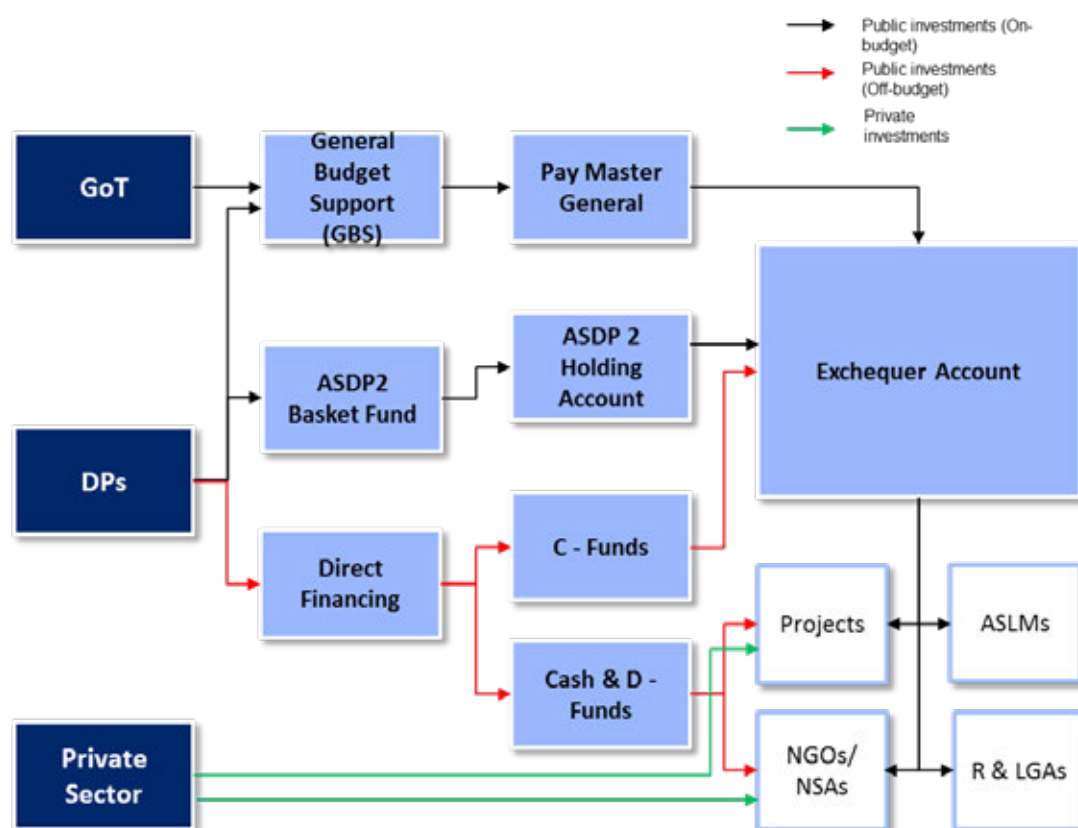 Public investments (On-
budget)
Public investments
(Off-budget)
Private
investments
GoT
General
Budget
Support
(GBS)
Pay Master
General
DPs
ASDP2
Basket Fund
ASDP 2
Holding
Account
Exchequer Account
Direct
Financing
C - Funds
Cash & D -
Funds
Projects
ASLMs
Private
Sector
NGOs/
NSAs
R & LGAs